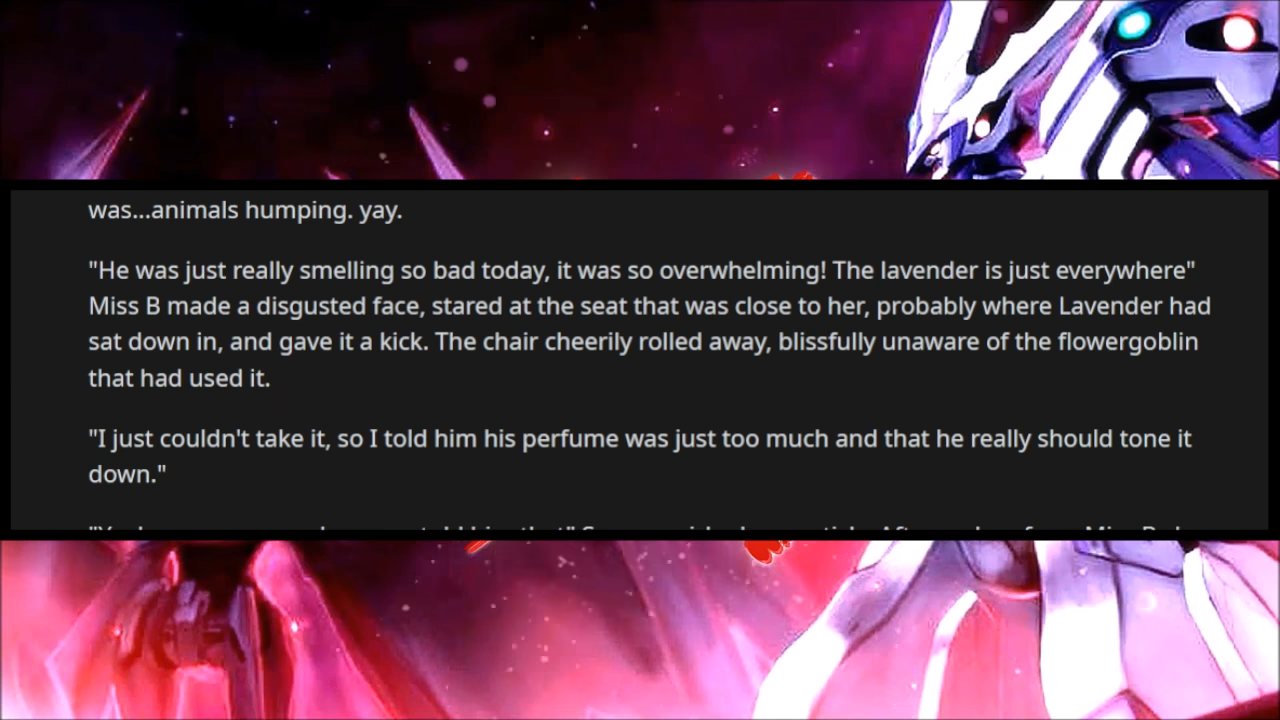 was...animals humping. yay.
"He was just really smelling so bad today, it was so overwhelming! The lavender is just everywhere"
Miss B made a disgusted face, stared at the seat that was close to her, probably where Lavender had
sat down in, and gave it a kick. The chair cheerily rolled away, blissfully unaware of the flowergoblin
that had used it.
"I just couldn't take it, so I told him his perfume was just too much and that he really should tone it
down."